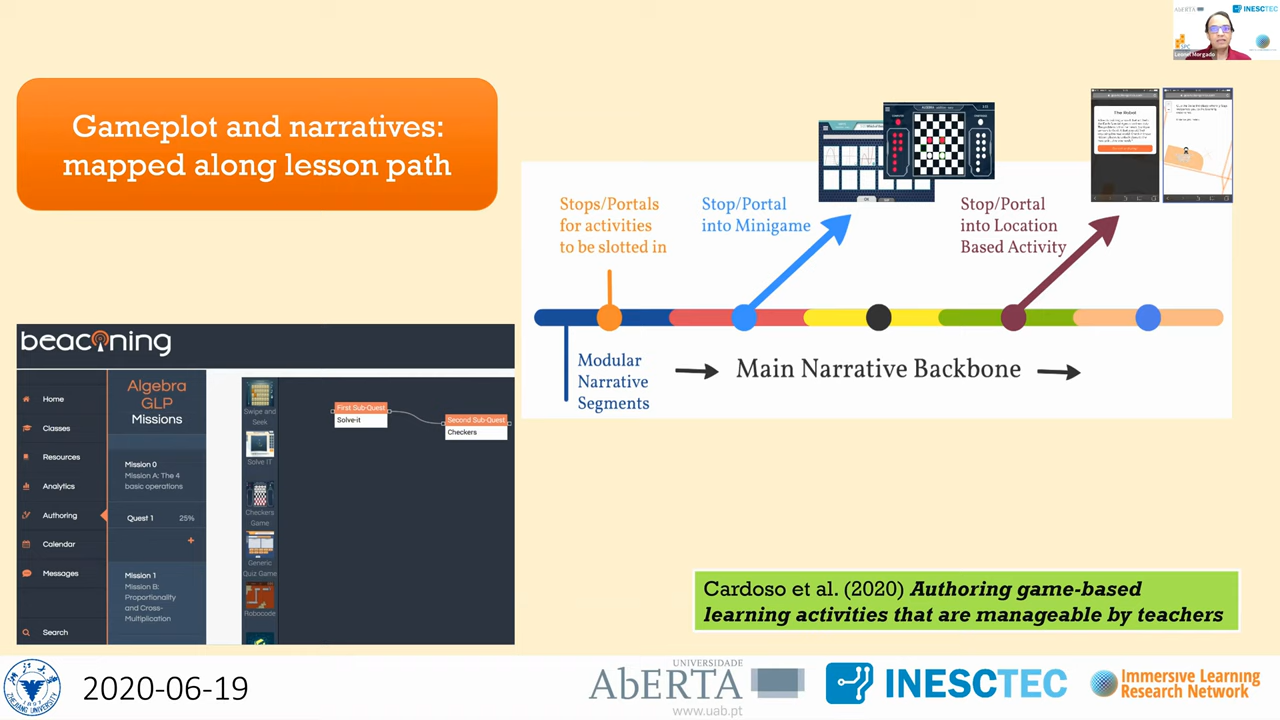 ABERTA
INESCTEC
Leonel Morgado
Gameplot and narratives:
mapped along lesson path
Stops/Portals
for activities
to be slotted in
Stop/Portal
into Minigame
Stop/Portal
into Location
Based Activity
Modular
Narrative
Segments
Main Narrative Backbone
beaconing
Home
Classes
Resources
Analytics
Authoring
Calendar
Messages
Search
Algebra
GLP
Missions
Mission 0
Mission A: The 4
basic operations
Quest 1 25%
+
Mission 1
Mission B:
Proportionality
and Cross-
Multiplication
Swipe and
Seek
Solve IT
Checkers
Game
Generic
Quiz Game
Robocode
First Sub-Quest
Solve-it
Second Sub-Quest
Checkers
Cardoso et al. (2020) Authoring game-based
learning activities that are manageable by teachers
2020-06-19
UNIVERSIDADE
AbERTA
www.uab.pt
INESCTEC
Immersive Learning
Research Network